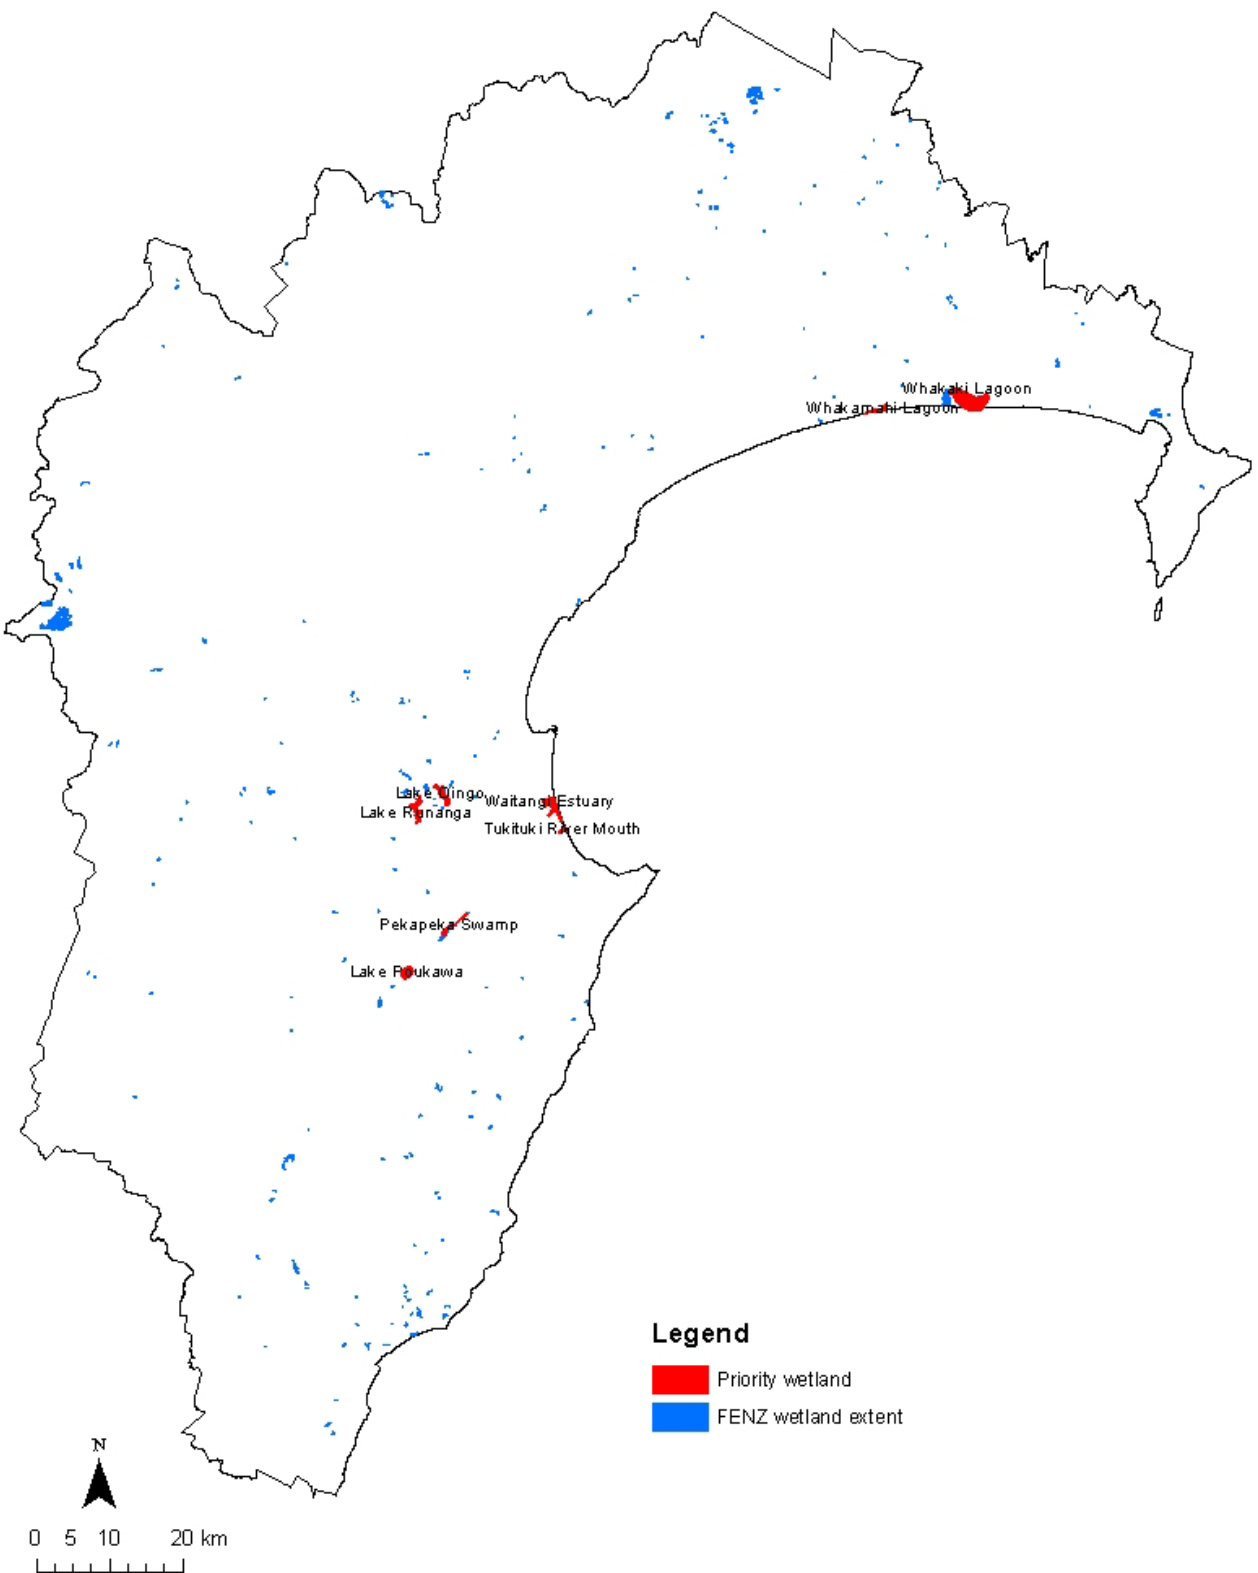 Whakaki Lagoon
Whakamahi Lagoon
Lake Oingo
Waitangi Estuary
Lake Runanga
Tukituki River Mouth
Pekapeka Swamp
Lake Poukawa
Legend
Priority wetland
FENZ wetland extent
N
0 5 10 20 km